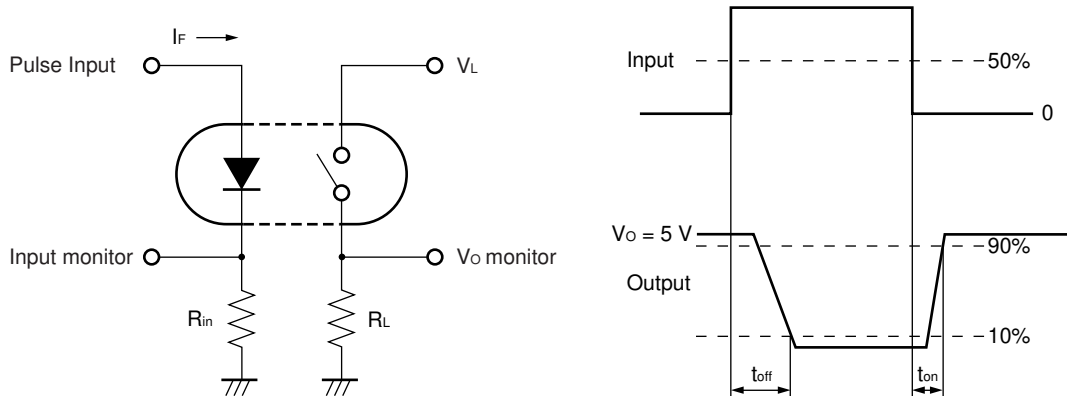 IF
Pulse Input
VL
Input monitor
VO monitor
Rin
RL
Input
50%
0
VO = 5 V
90%
Output
10%
toff
ton